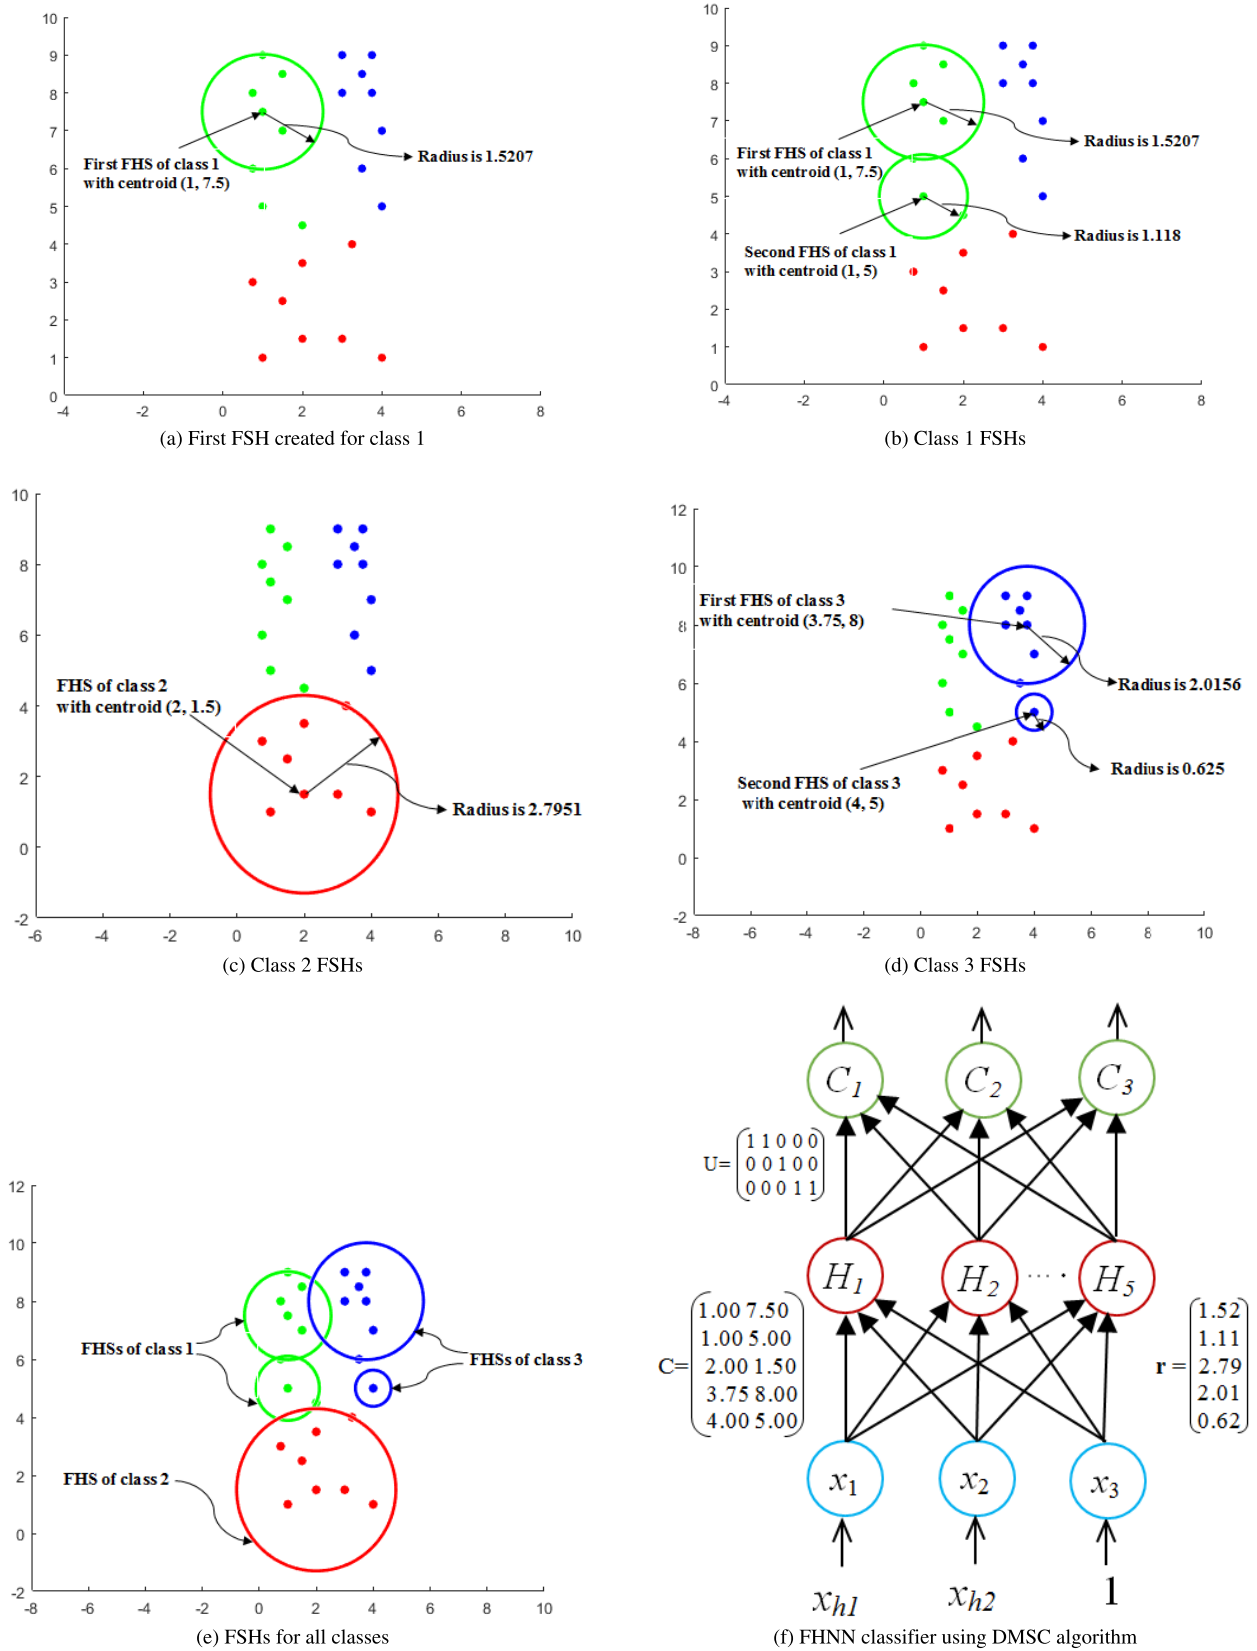 10
9
8
7
6
5
4
3
2
1
0
-4
-2
0
2
4
6
8
First FHS of class 1
with centroid (1, 7.5)
Radius is 1.5207
(a) First FSH created for class 1
10
9
8
7
6
5
4
3
2
1
0
-4
-2
0
2
4
6
8
First FHS of class 1
with centroid (1, 7.5)
Radius is 1.5207
Second FHS of class 1
with centroid (1, 5)
Radius is 1.118
(b) Class 1 FSHs
10
8
6
4
2
0
-2
-6
-4
-2
0
2
4
6
8
10
FHS of class 2
with centroid (2, 1.5)
Radius is 2.7951
(c) Class 2 FSHs
12
10
8
6
4
2
0
-2
-8
-6
-4
-2
0
2
4
6
8
10
First FHS of class 3
with centroid (3.75, 8)
Radius is 2.0156
Second FHS of class 3
with centroid (4, 5)
Radius is 0.625
(d) Class 3 FSHs
12
10
8
6
4
2
0
-2
-8
-6
-4
-2
0
2
4
6
8
10
FHSs of class 1
FHSs of class 3
FHS of class 2
(e) FSHs for all classes
C1 C2 C3
U=
1 1 0 0 0
0 0 1 0 0
0 0 0 1 1
H1 H2 .... H5
C=
1.00 7.50
1.00 5.00
2.00 1.50
3.75 8.00
4.00 5.00
r =
1.52
1.11
2.79
2.01
0.62
x1 x2 x3
xh1 xh2 1
(f) FHNN classifier using DMSC algorithm